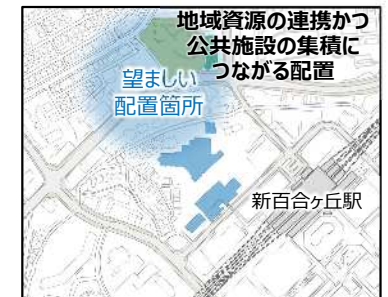 地域資源の連携かつ
公共施設の集積に
つながる配置
望ましい
配置箇所
新百合ヶ丘駅